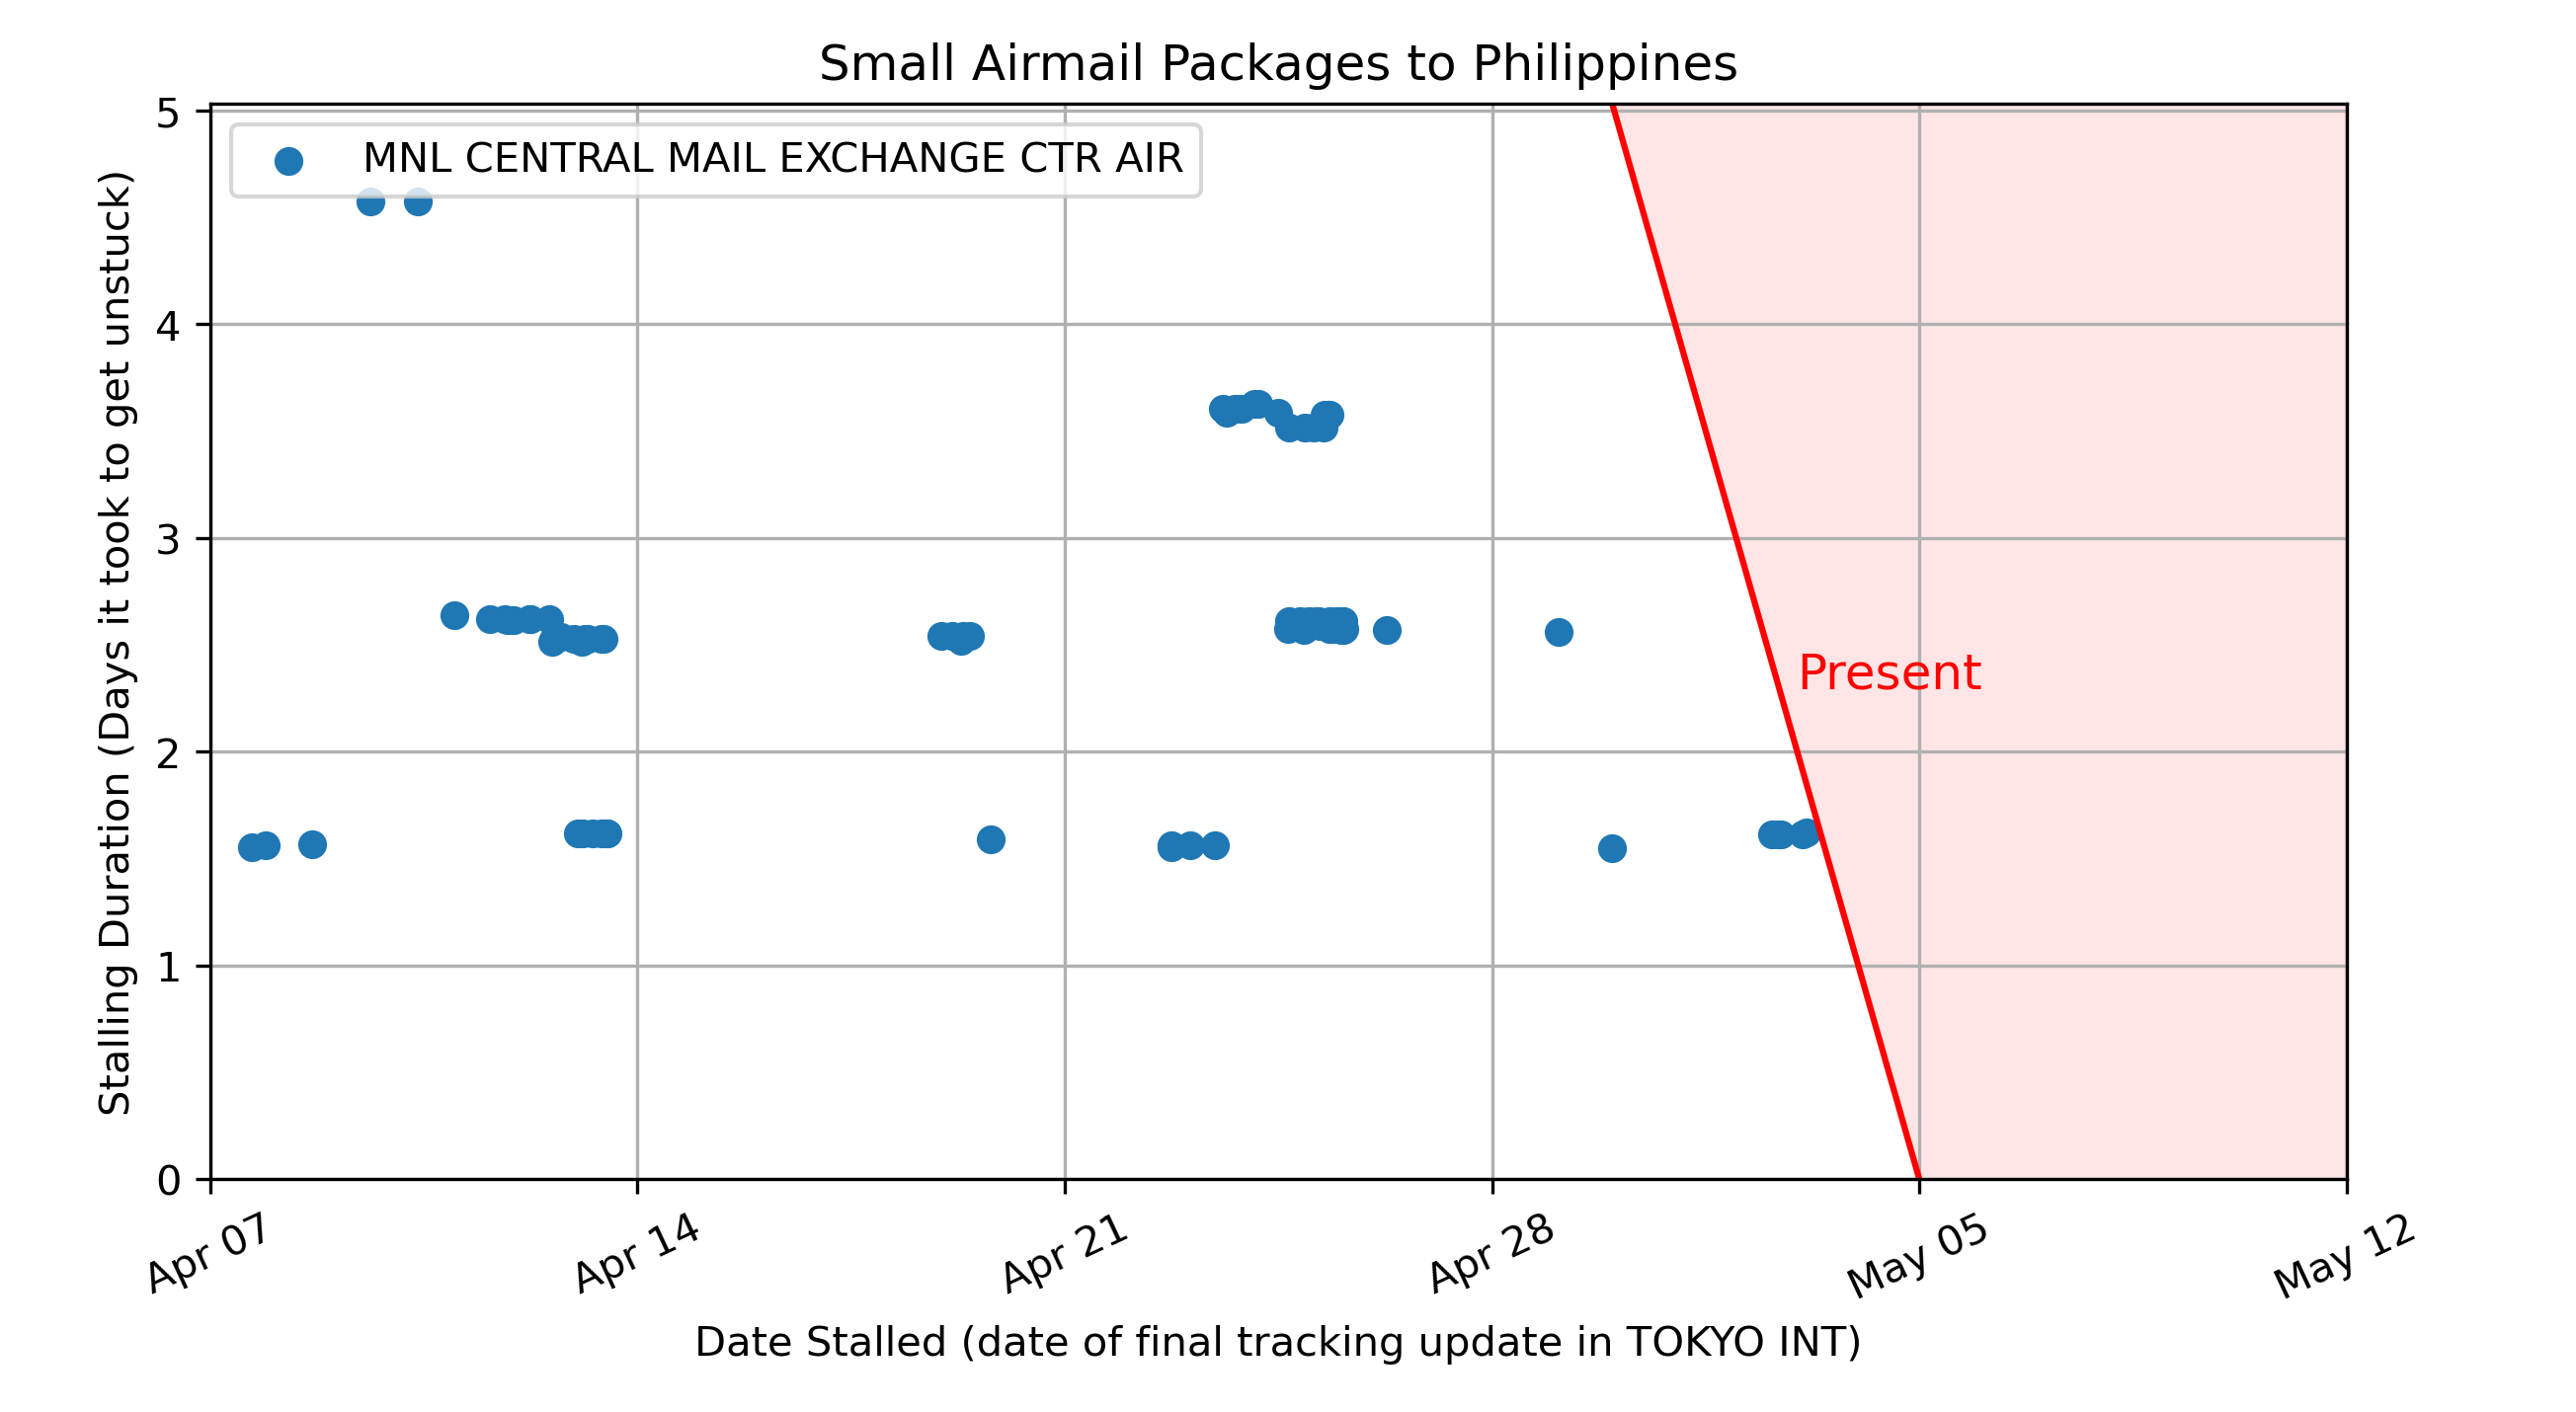 Small Airmail Packages to Philippines
MNL CENTRAL MAIL EXCHANGE CTR AIR
Stalling Duration (Days it took to get unstuck)
5
4
3
2
1
0
Present
Apr 07
Apr 14
Apr 21
Apr 28
May 05
May 12
Date Stalled (date of final tracking update in TOKYO INT)